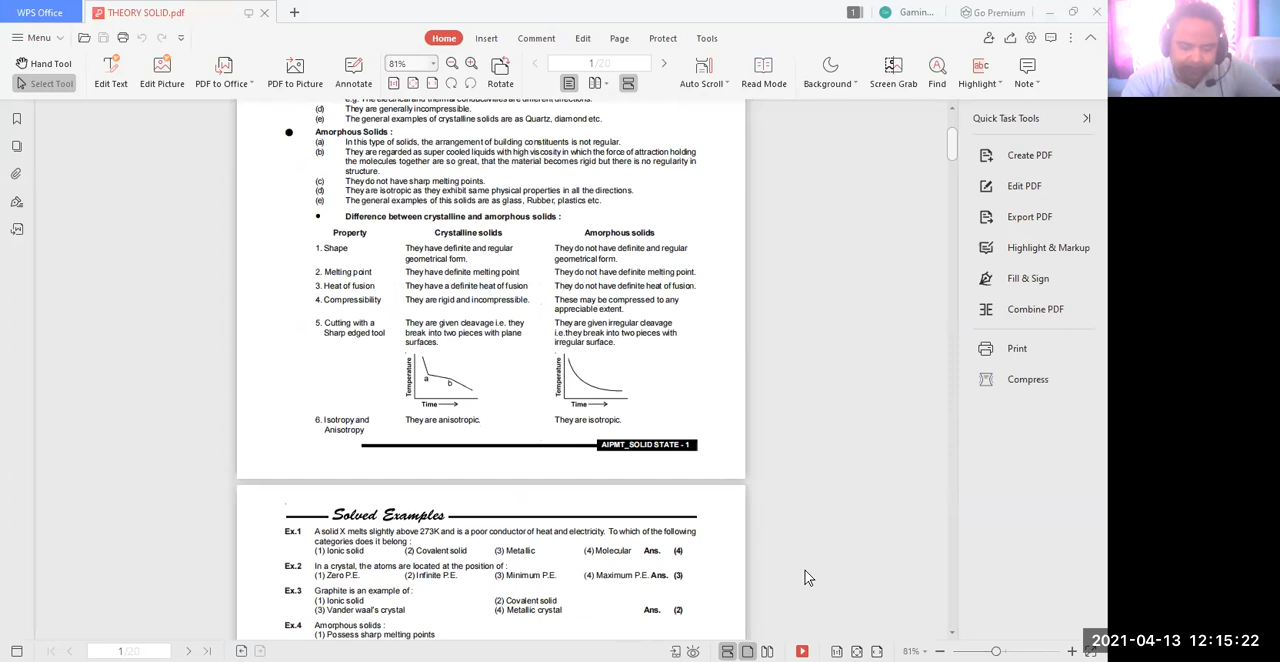 WPS Office
THEORY SOLID.pdf
1
Gamin...
Go Premium
Menu
Home
Insert
Comment
Edit
Page
Protect
Tools
Hand Tool
Select Tool
Edit Text
Edit Picture
PDF to Office
PDF to Picture
Annotate
81%
Rotate
1/20
Auto Scroll
Read Mode
Background
Screen Grab
Find
Highlight
Note
e.g. The electrical and thermal conductivities are different directions.
(d) They are generally incompressible.
(e) The general examples of crystalline solids are as Quartz, diamond etc.
Amorphous Solids :
(a) In this type of solids, the arrangement of building constituents is not regular.
(b) They are regarded as super cooled liquids with high viscosity in which the force of attraction holding
the molecules together are so great, that the material becomes rigid but there is no regularity in
structure.
(c) They do not have sharp melting points.
(d) They are isotropic as they exhibit same physical properties in all the directions.
(e) The general examples of this solids are as glass, Rubber, plastics etc.
• Difference between crystalline and amorphous solids :
Property Crystalline solids Amorphous solids
1. Shape They have definite and regular They do not have definite and regular
geometrical form. geometrical form.
2. Melting point They have definite melting point They do not have definite melting point.
3. Heat of fusion They have a definite heat of fusion They do not have definite heat of fusion.
4. Compressibility They are rigid and incompressible. These may be compressed to any
appreciable extent.
5. Cutting with a They are given cleavage i.e. they They are given irregular cleavage
Sharp edged tool break into two pieces with plane i.e.they break into two pieces with
surfaces. irregular surface.
Temperature a b Time
Temperature Time
6. Isotropy and They are anisotropic. They are isotropic.
Anisotropy
AIPMT_SOLID STATE - 1
Solved Examples
Ex.1 A solid X melts slightly above 273K and is a poor conductor of heat and electricity. To which of the following
categories does it belong :
(1) Ionic solid (2) Covalent solid (3) Metallic (4) Molecular Ans. (4)
Ex.2 In a crystal, the atoms are located at the position of :
(1) Zero P.E. (2) Infinite P.E. (3) Minimum P.E. (4) Maximum P.E. Ans. (3)
Ex.3 Graphite is an example of :
(1) Ionic solid (2) Covalent solid
(3) Vander waal's crystal (4) Metallic crystal Ans. (2)
Ex.4 Amorphous solids :
(1) Possess sharp melting points
Quick Task Tools
Create PDF
Edit PDF
Export PDF
Highlight & Markup
Fill & Sign
Combine PDF
Print
Compress
1/20
81%
2021-04-13 12:15:22